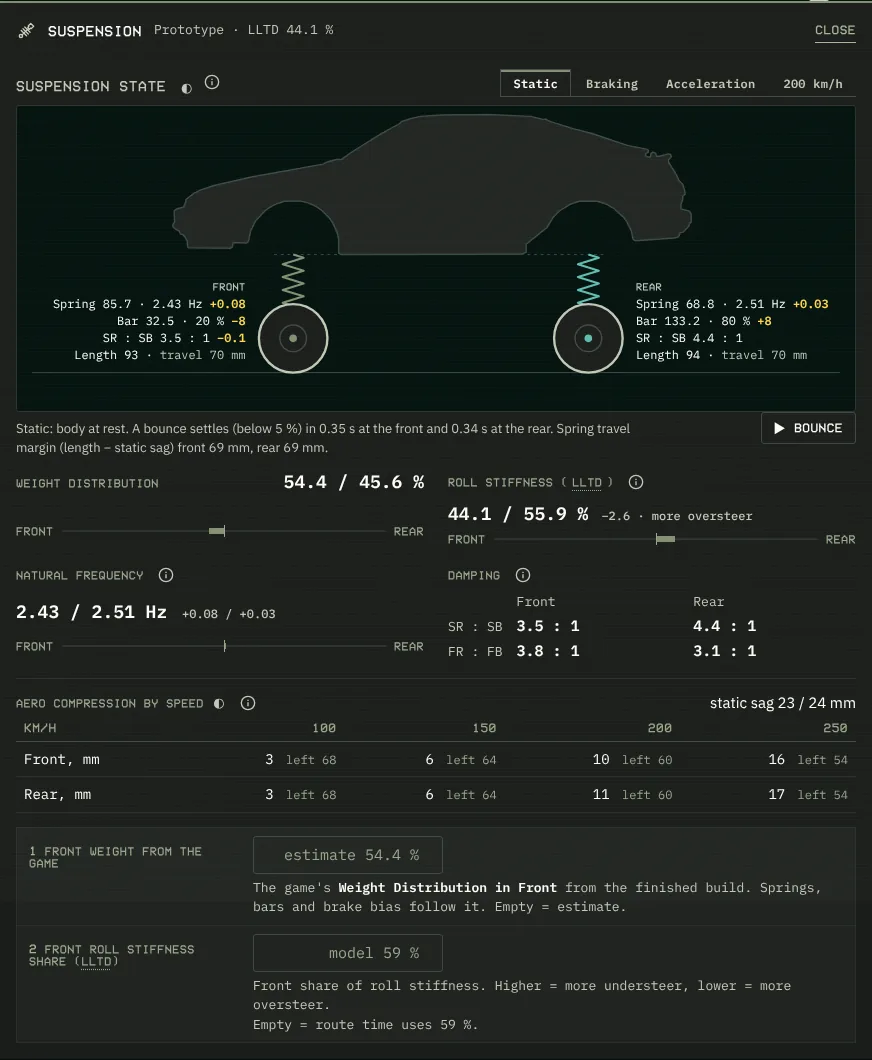 SUSPENSION Prototype · LLTD 44.1 % CLOSE
SUSPENSION STATE
Static Braking Acceleration 200 km/h
FRONT
Spring 85.7 · 2.43 Hz +0.08
Bar 32.5 · 20 % −8
SR : SB 3.5 : 1 −0.1
Length 93 · travel 70 mm
REAR
Spring 68.8 · 2.51 Hz +0.03
Bar 133.2 · 80 % +8
SR : SB 4.4 : 1
Length 94 · travel 70 mm
Static: body at rest. A bounce settles (below 5 %) in 0.35 s at the front and 0.34 s at the rear. Spring travel
margin (length − static sag) front 69 mm, rear 69 mm.
BOUNCE
WEIGHT DISTRIBUTION 54.4 / 45.6 %
FRONT REAR
ROLL STIFFNESS ( LLTD )
44.1 / 55.9 % −2.6 · more oversteer
FRONT REAR
NATURAL FREQUENCY
2.43 / 2.51 Hz +0.08 / +0.03
FRONT REAR
DAMPING
Front Rear
SR : SB 3.5 : 1 4.4 : 1
FR : FB 3.8 : 1 3.1 : 1
AERO COMPRESSION BY SPEED static sag 23 / 24 mm
KM/H 100 150 200 250
Front, mm 3 left 68 6 left 64 10 left 60 16 left 54
Rear, mm 3 left 68 6 left 64 11 left 60 17 left 54
1 FRONT WEIGHT FROM THE
GAME
estimate 54.4 %
The game's Weight Distribution in Front from the finished build. Springs,
bars and brake bias follow it. Empty = estimate.
2 FRONT ROLL STIFFNESS
SHARE (LLTD)
model 59 %
Front share of roll stiffness. Higher = more understeer, lower = more
oversteer.
Empty = route time uses 59 %.